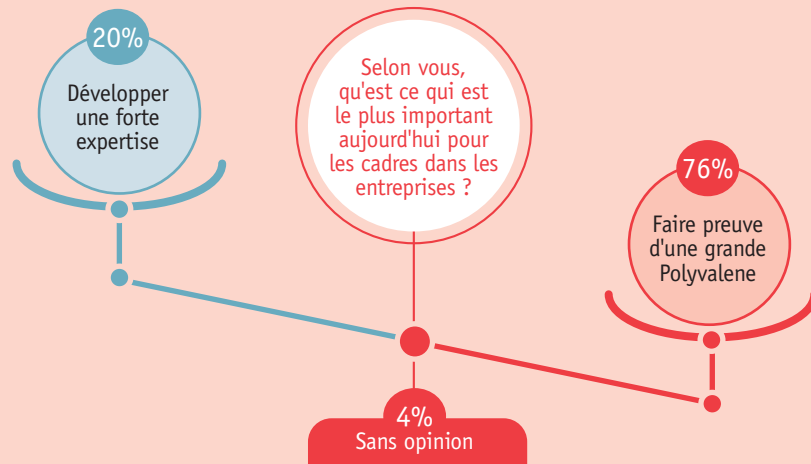 20%
Développer
une forte
expertise
Selon vous,
qu'est ce qui est
le plus important
aujourd'hui pour
les cadres dans les
entreprises ?
76%
Faire preuve
d'une grande
Polyvalene
4%
Sans opinion